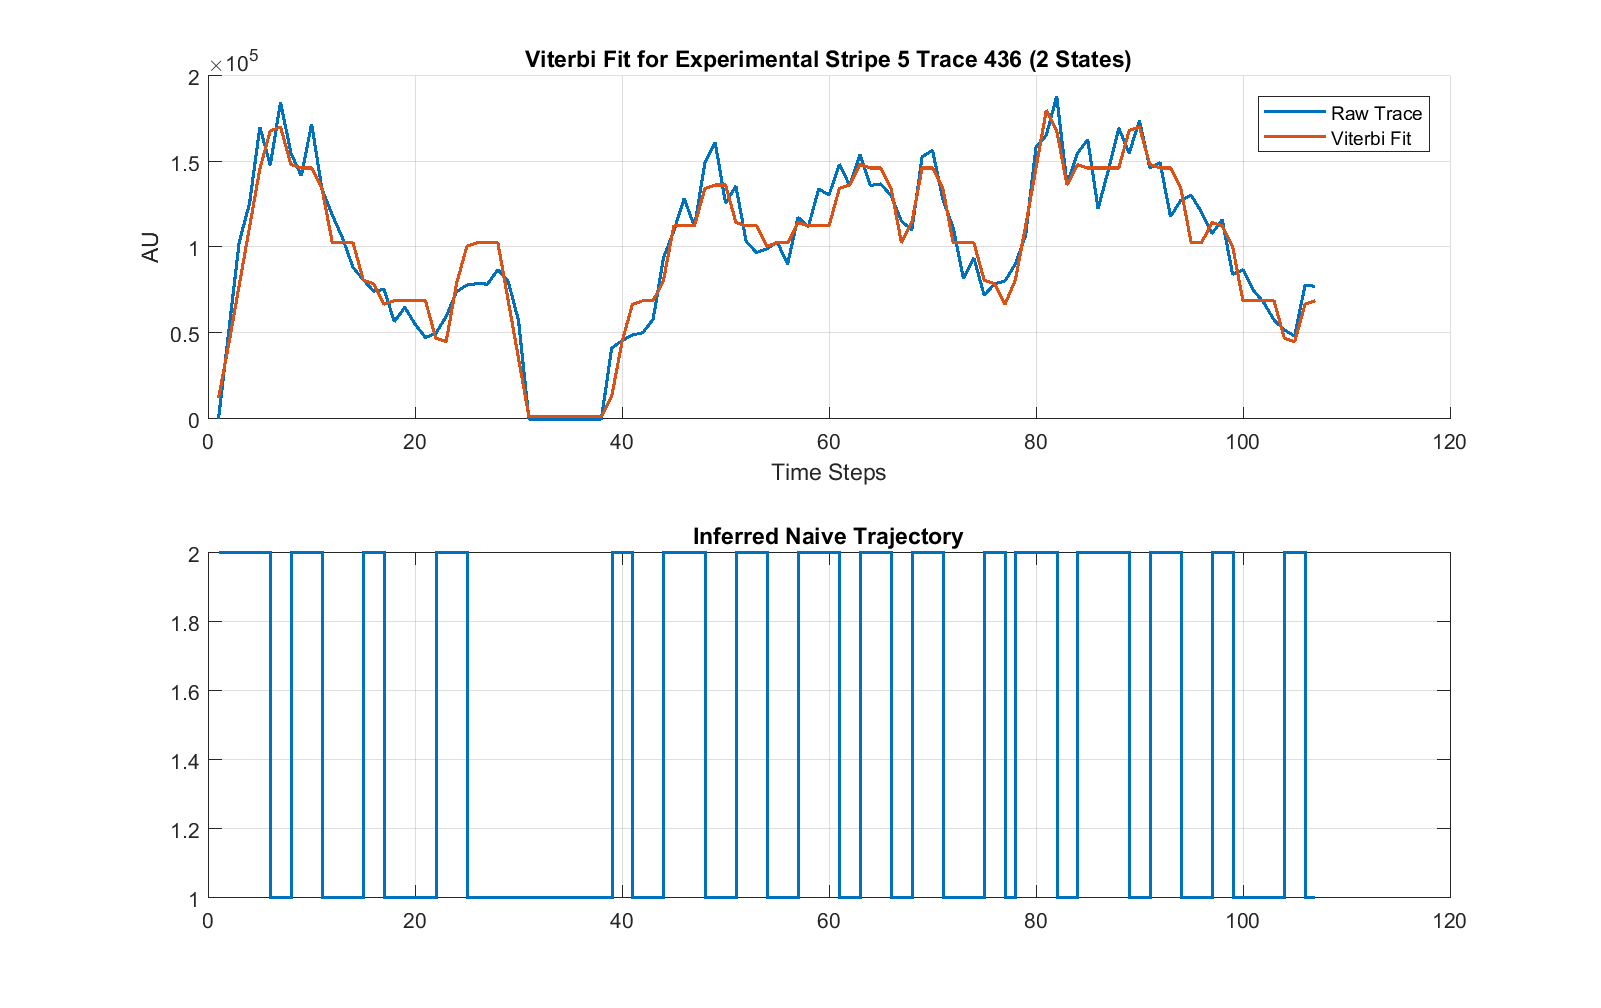 Viterbi Fit for Experimental Stripe 5 Trace 436 (2 States)
×10^5
2
1.5
1
0.5
0
AU
Raw Trace
Viterbi Fit
0 20 40 60 80 100 120
Time Steps
Inferred Naive Trajectory
2
1.8
1.6
1.4
1.2
1
0 20 40 60 80 100 120